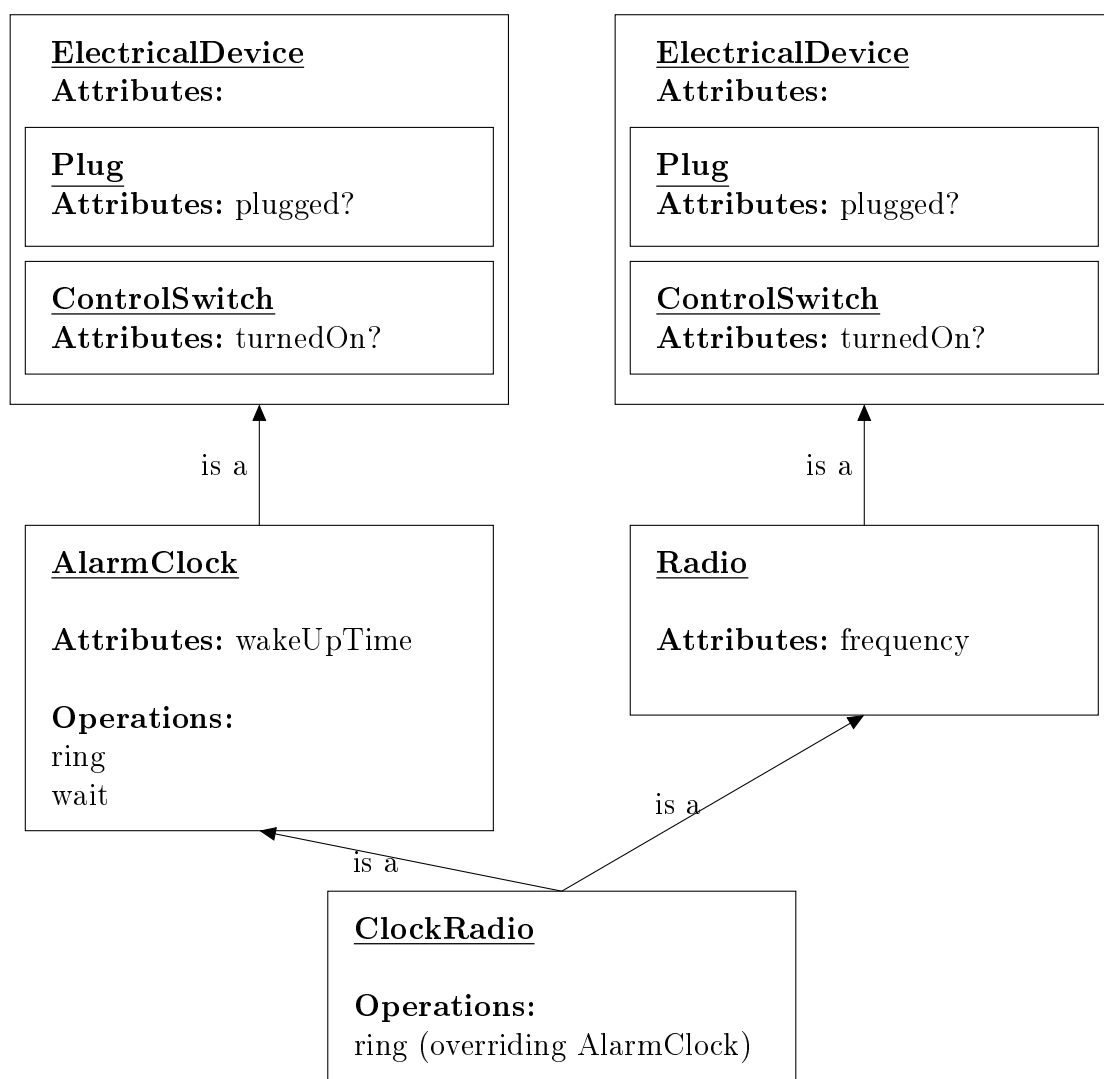 ElectricalDevice
Attributes:
Plug
Attributes: plugged?
ControlSwitch
Attributes: turnedOn?
ElectricalDevice
Attributes:
Plug
Attributes: plugged?
ControlSwitch
Attributes: turnedOn?
is a
is a
AlarmClock
Attributes: wakeUpTime
Operations:
ring
wait
Radio
Attributes: frequency
is a
is a
ClockRadio
Operations:
ring (overriding AlarmClock)